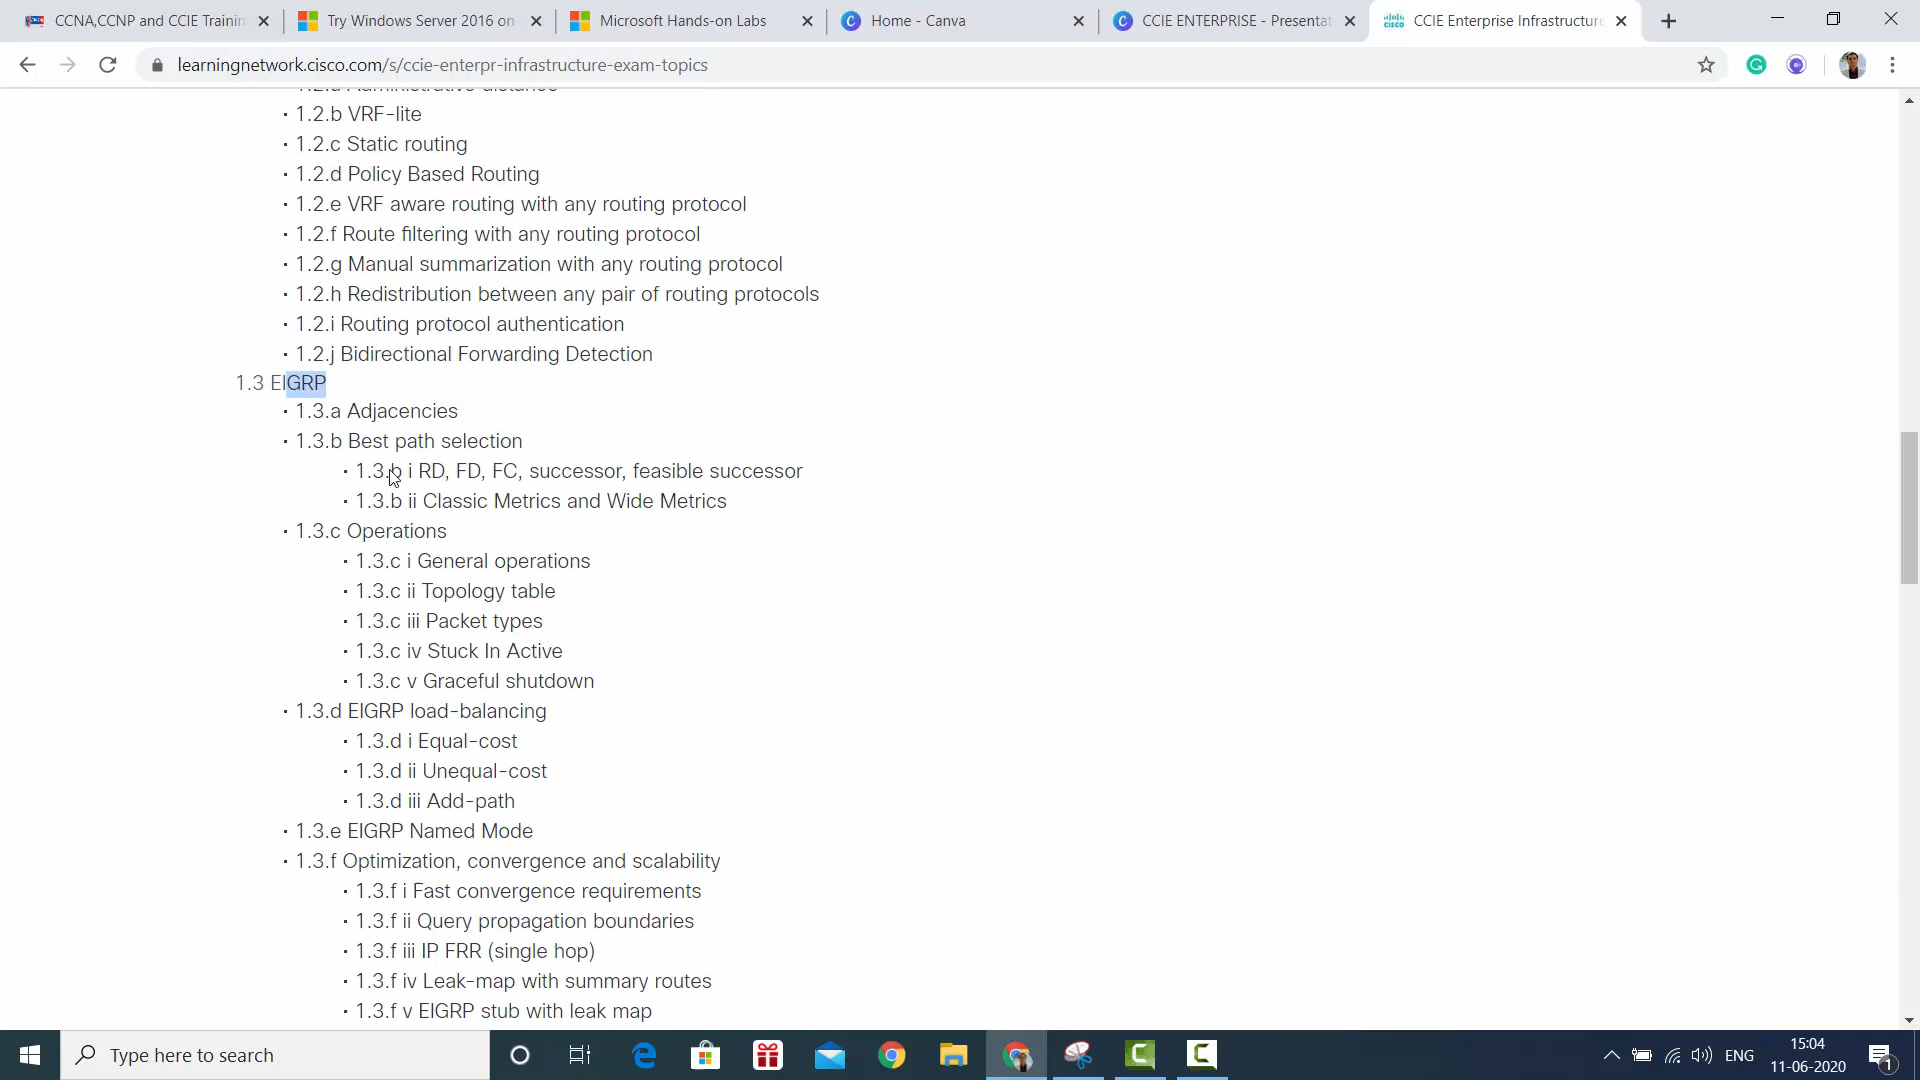 CCNA,CCNP and CCIE Trainin
Try Windows Server 2016 on
Microsoft Hands-on Labs
Home - Canva
CCIE ENTERPRISE - Presentat
CCIE Enterprise Infrastructure
learningnetwork.cisco.com/s/ccie-enterpr-infrastructure-exam-topics
1.2.a Administrative distance
1.2.b VRF-lite
1.2.c Static routing
1.2.d Policy Based Routing
1.2.e VRF aware routing with any routing protocol
1.2.f Route filtering with any routing protocol
1.2.g Manual summarization with any routing protocol
1.2.h Redistribution between any pair of routing protocols
1.2.i Routing protocol authentication
1.2.j Bidirectional Forwarding Detection
1.3 EIGRP
1.3.a Adjacencies
1.3.b Best path selection
1.3.b i RD, FD, FC, successor, feasible successor
1.3.b ii Classic Metrics and Wide Metrics
1.3.c Operations
1.3.c i General operations
1.3.c ii Topology table
1.3.c iii Packet types
1.3.c iv Stuck In Active
1.3.c v Graceful shutdown
1.3.d EIGRP load-balancing
1.3.d i Equal-cost
1.3.d ii Unequal-cost
1.3.d iii Add-path
1.3.e EIGRP Named Mode
1.3.f Optimization, convergence and scalability
1.3.f i Fast convergence requirements
1.3.f ii Query propagation boundaries
1.3.f iii IP FRR (single hop)
1.3.f iv Leak-map with summary routes
1.3.f v EIGRP stub with leak map
Type here to search
ENG
15:04
11-06-2020
1